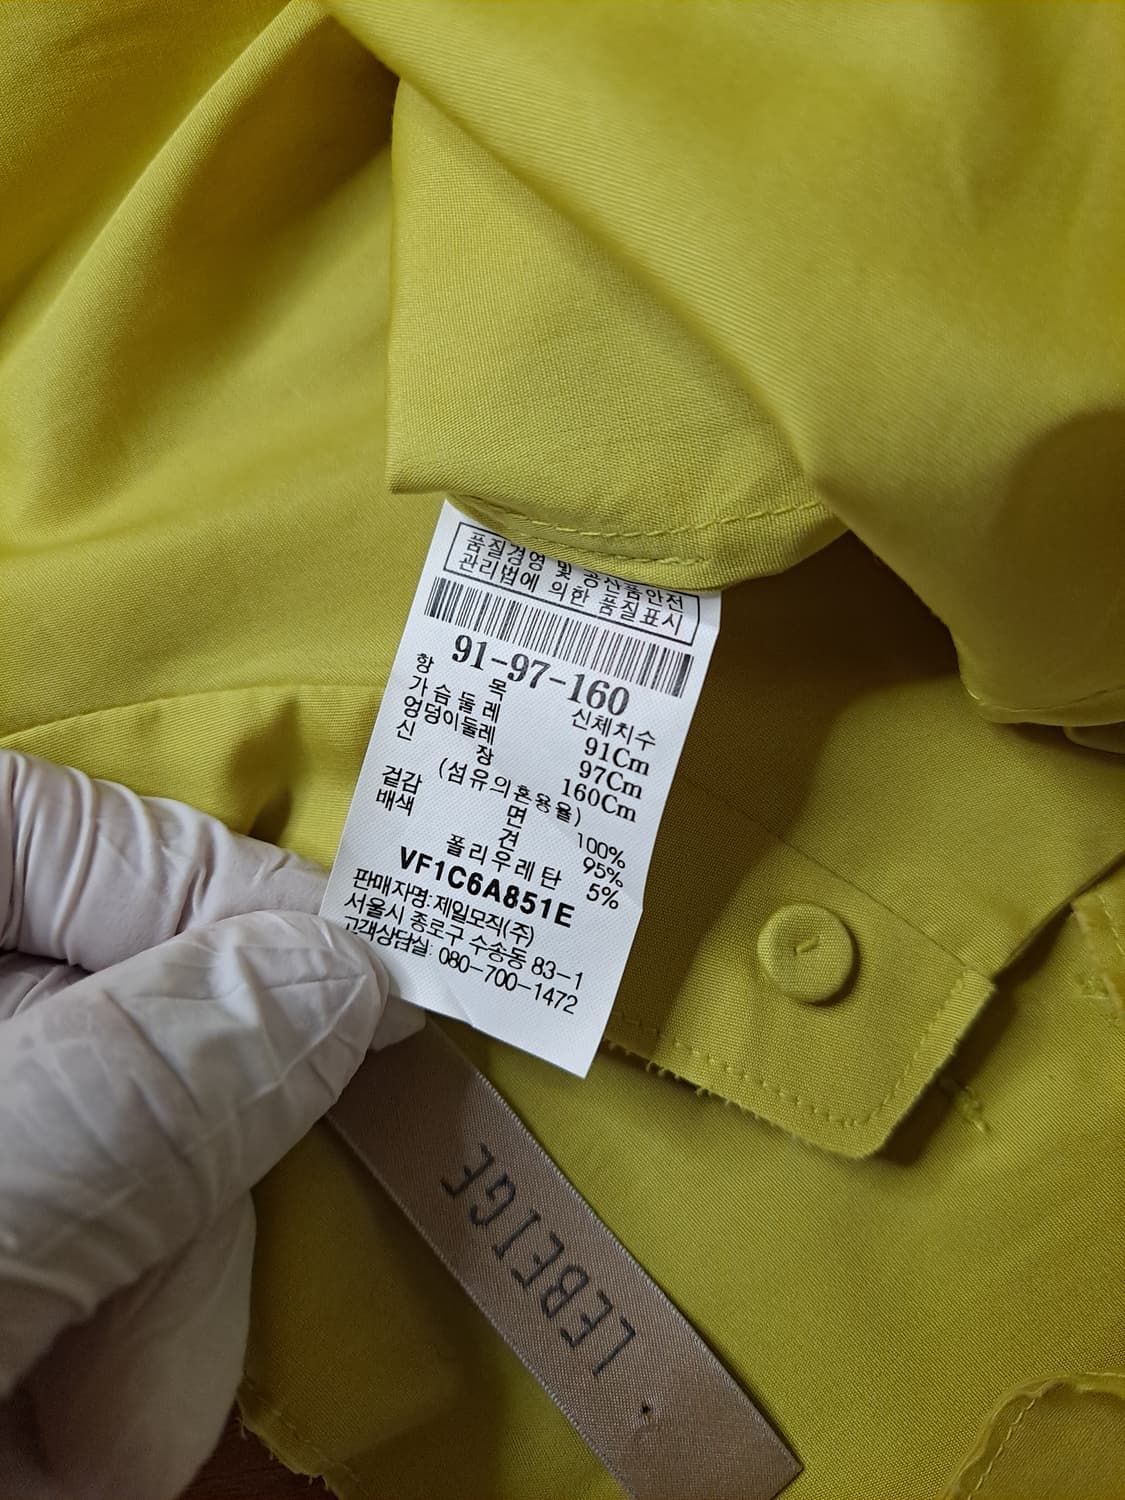 품질경영 및 공산품안전
관리법에 의한 품질표시
91-97-160
항 목 신체치수
가슴둘레 91Cm
엉덩이둘레 97Cm
신 장 160Cm
(섬유의혼용율)
겉감 면 100%
배색 견 95%
폴리우레탄 5%
VF1C6A851E
판매자명:제일모직(주)
서울시 종로구 수송동 83-1
고객상담실: 080-700-1472
LEBEIGE